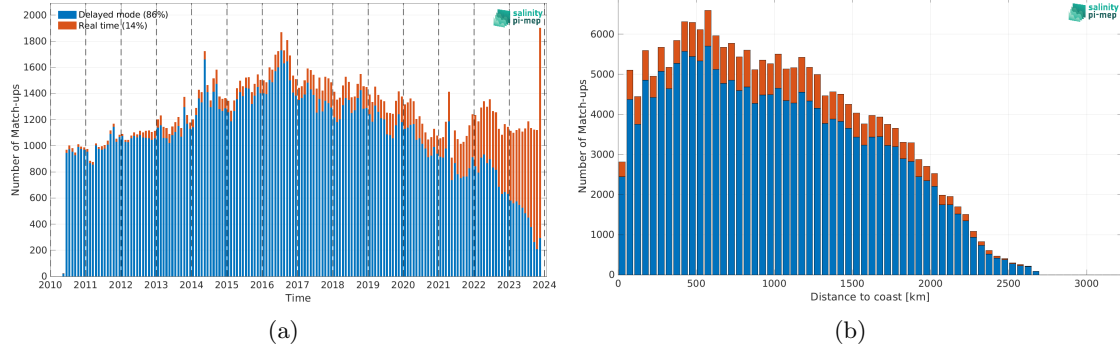 Delayed mode (86%)
Real time (14%)
salinity
pi-mep
Number of Match-ups
2000
1800
1600
1400
1200
1000
800
600
400
200
0
2010 2011 2012 2013 2014 2015 2016 2017 2018 2019 2020 2021 2022 2023 2024
Time
(a)
salinity
pi-mep
Number of Match-ups
6000
5000
4000
3000
2000
1000
0
0 500 1000 1500 2000 2500 3000
Distance to coast [km]
(b)